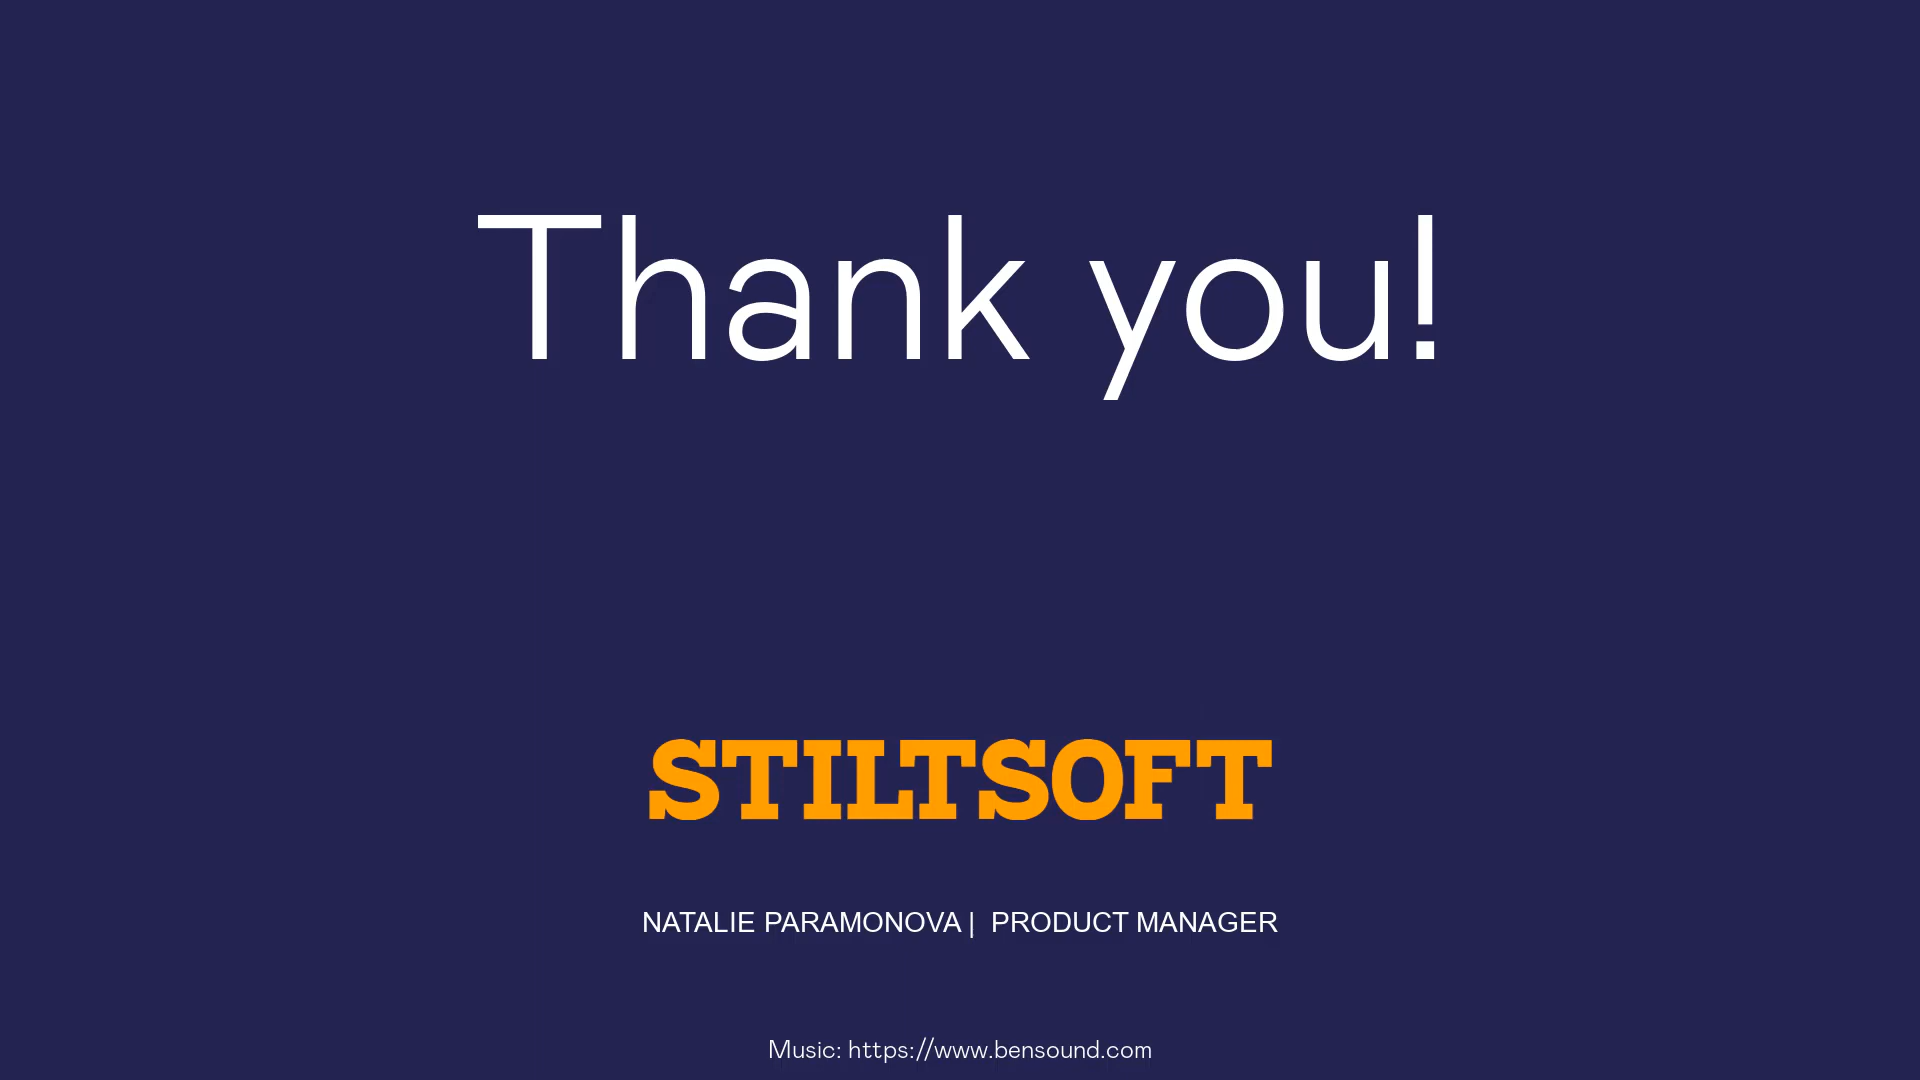 Thank you!
STILTSOFT
NATALIE PARAMONOVA |  PRODUCT MANAGER
Music: https://www.bensound.com